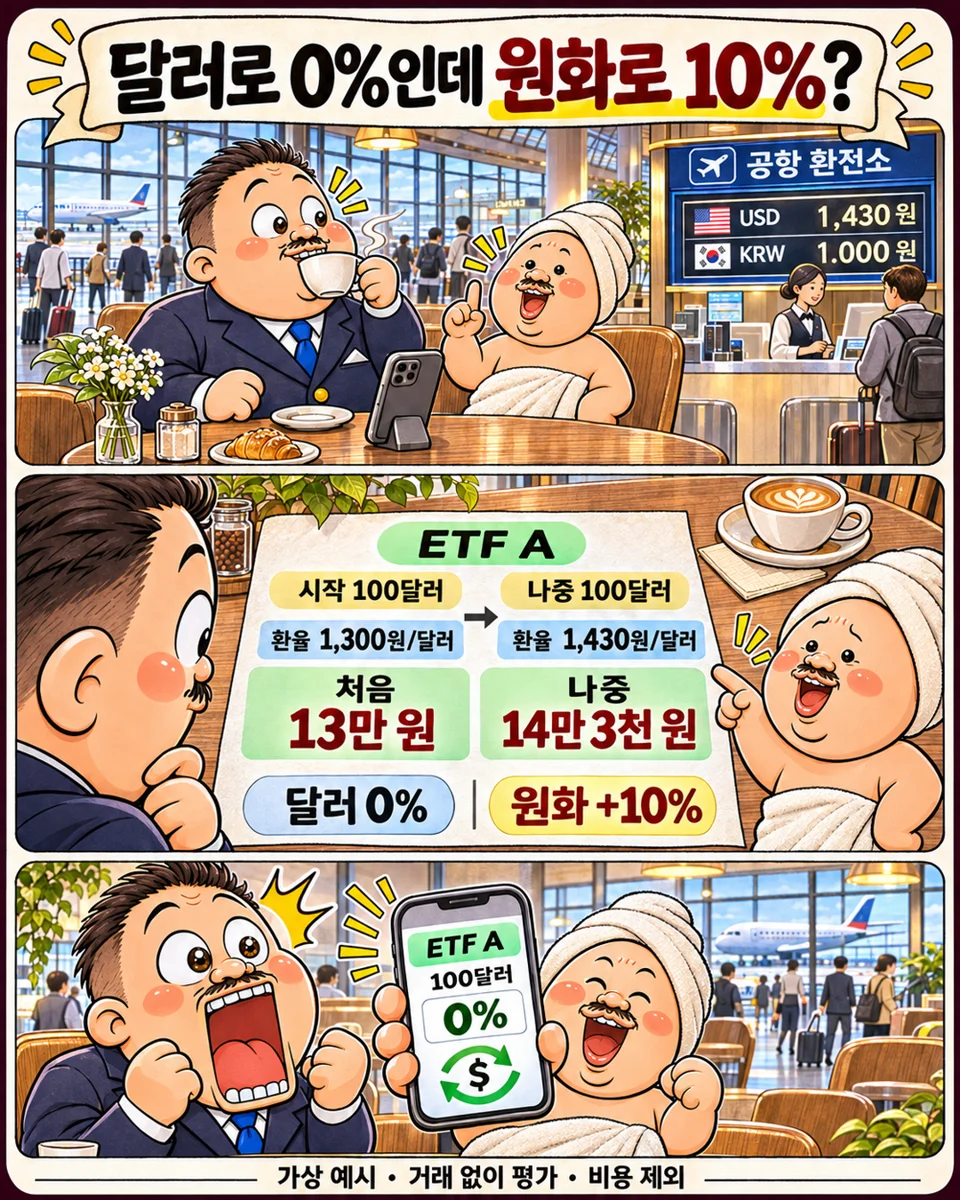 달러로 0%인데 원화로 10%?
공항 환전소
USD 1,430 원
KRW 1.000 원
ETF A
시작 100달러
나중 100달러
환율 1,300원/달러
환율 1,430원/달러
처음
13만 원
나중
14만 3천 원
달러 0%
원화 +10%
ETF A
100달러
0%
$
가상 예시 • 거래 없이 평가 • 비용 제외